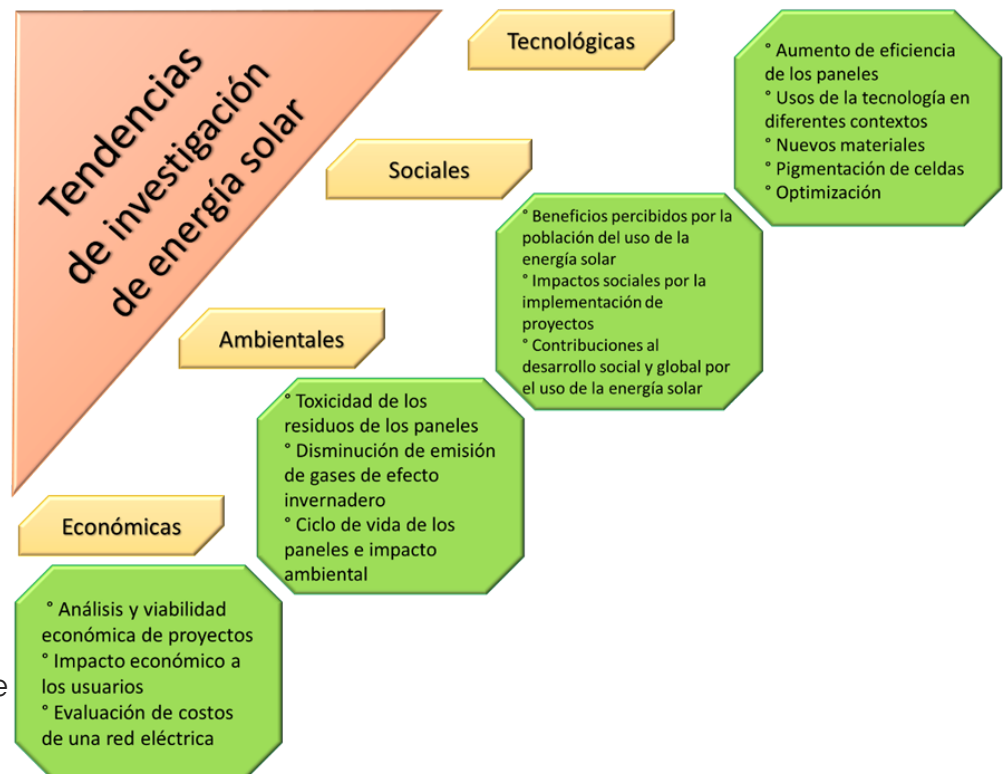 Tendencias
de investigación
de energía solar
Tecnológicas
° Aumento de eficiencia
de los paneles
° Usos de la tecnología en
diferentes contextos
° Nuevos materiales
° Pigmentación de celdas
° Optimización
Sociales
° Beneficios percibidos por la
población del uso de la
energía solar
° Impactos sociales por la
implementación de
proyectos
° Contribuciones al
desarrollo social y global por
el uso de la energía solar
Ambientales
° Toxicidad de los
residuos de los paneles
° Disminución de emisión
de gases de efecto
invernadero
° Ciclo de vida de los
paneles e impacto
ambiental
Económicas
° Análisis y viabilidad
económica de proyectos
° Impacto económico a
los usuarios
° Evaluación de costos
de una red eléctrica